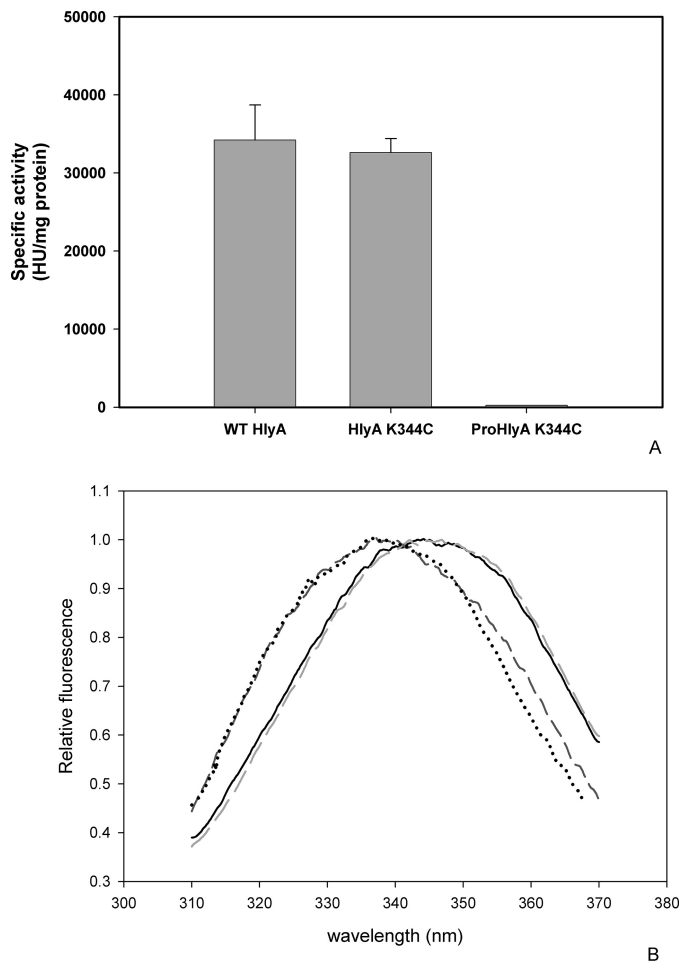 50000
40000
30000
20000
10000
0
Specific activity
(HU/mg protein)
WT HlyA
HlyA K344C
ProHlyA K344C
A
1.1
1.0
0.9
0.8
0.7
0.6
0.5
0.4
0.3
Relative fluorescence
300
310
320
330
340
350
360
370
380
wavelength (nm)
B